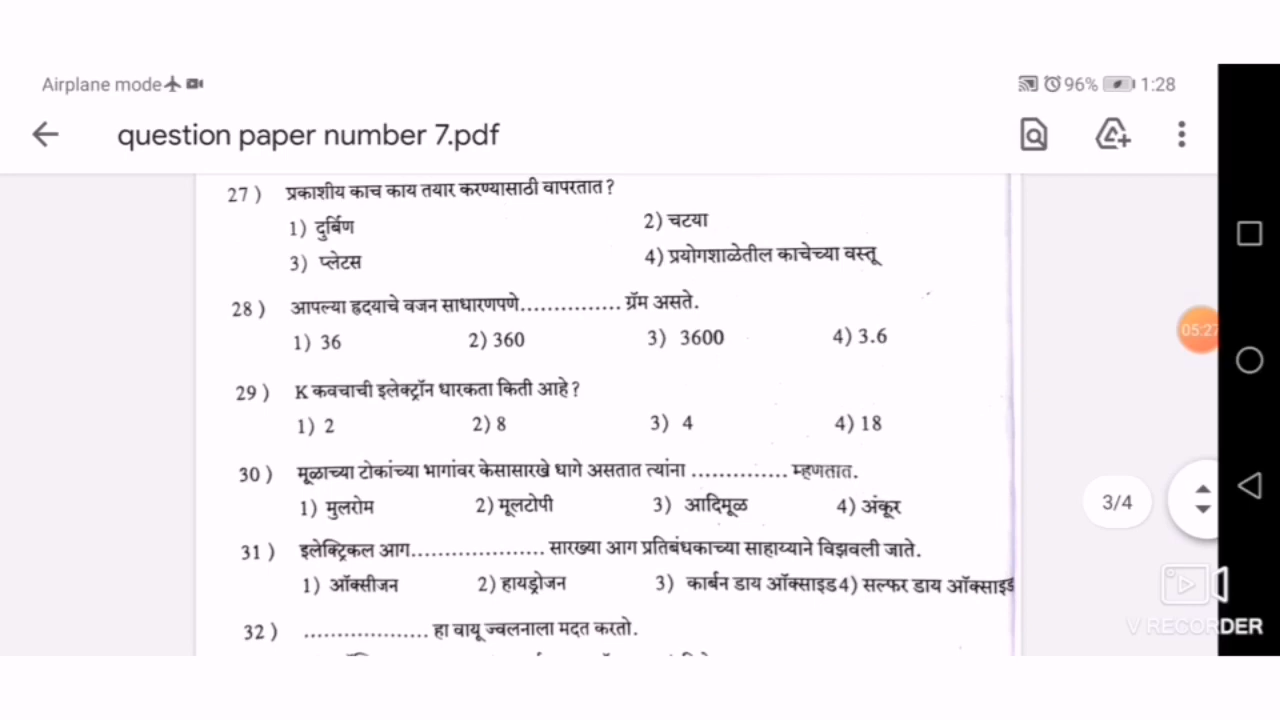 Airplane mode 96% 1:28
question paper number 7.pdf
27 ) प्रकाशीय काच काय तयार करण्यासाठी वापरतात ?
1) दुर्बिण 2) चटया
3) प्लेटस 4) प्रयोगशाळेतील काचेच्या वस्तू
28 ) आपल्या ह्रदयाचे वजन साधारणपणे............... ग्रॅम असते.
1) 36 2) 360 3) 3600 4) 3.6
05:27
29 ) K कवचाची इलेक्ट्रॉन धारकता किती आहे ?
1) 2 2) 8 3) 4 4) 18
30 ) मूळाच्या टोकांच्या भागांवर केसासारखे धागे असतात त्यांना .............. म्हणतात.
1) मुलरोम 2) मूलटोपी 3) आदिमूळ 4) अंकूर
3/4
31 ) इलेक्ट्रिकल आग.................... सारख्या आग प्रतिबंधकाच्या साहाय्याने विझवली जाते.
1) ऑक्सीजन 2) हायड्रोजन 3) कार्बन डाय ऑक्साइड 4) सल्फर डाय ऑक्साइड
32 ) ................... हा वायू ज्वलनाला मदत करतो.
V RECORDER